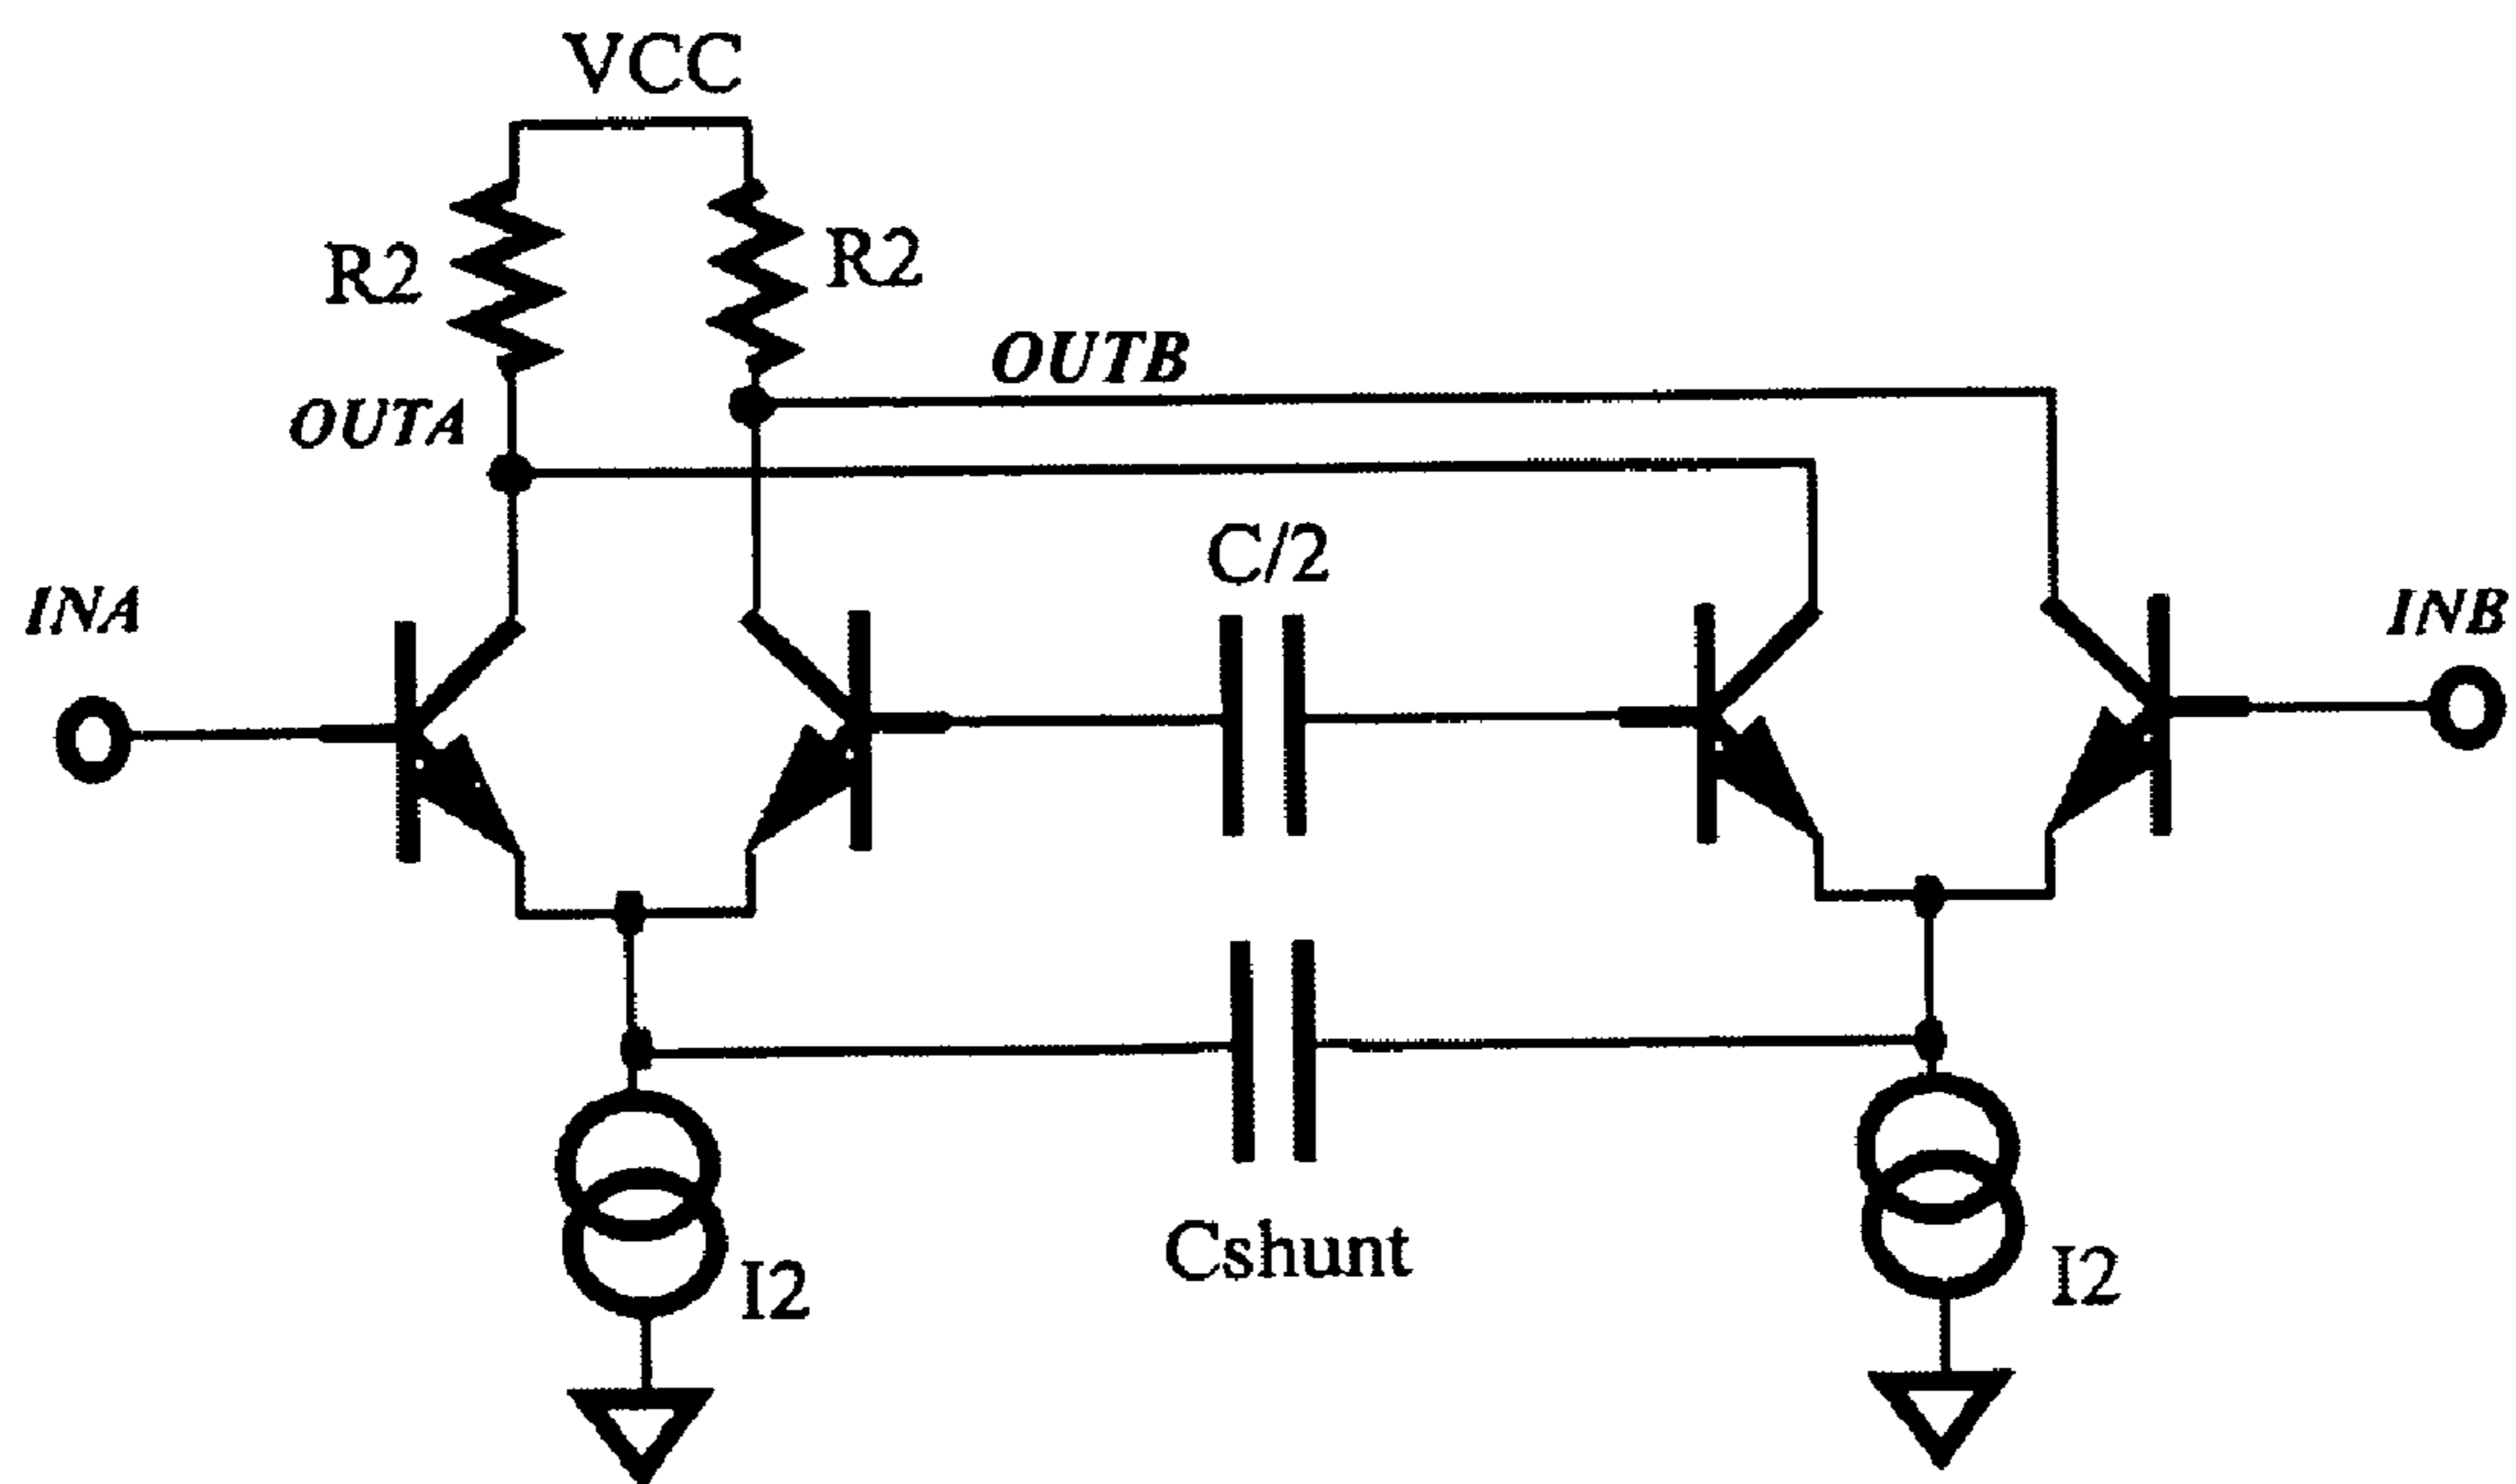 VCC
R2
R2
OUTB
OUTA
C/2
INA
INB
Cshunt
I2
I2